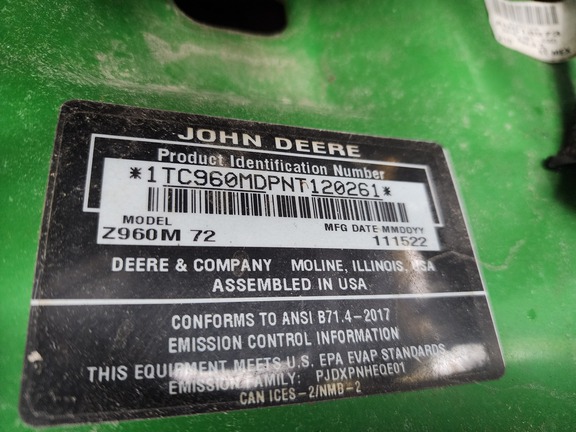 JOHN DEERE
Product Identification Number
*1TC960MDPNT120261*
MODEL MFG DATE MMDDYY
Z960M 72 111522
DEERE & COMPANY MOLINE, ILLINOIS, USA
ASSEMBLED IN USA
CONFORMS TO ANSI B71.4-2017
EMISSION CONTROL INFORMATION
THIS EQUIPMENT MEETS U.S. EPA EVAP STANDARDS
EMISSION FAMILY: PJDXPNHEQE01
CAN ICES-2/NMB-2